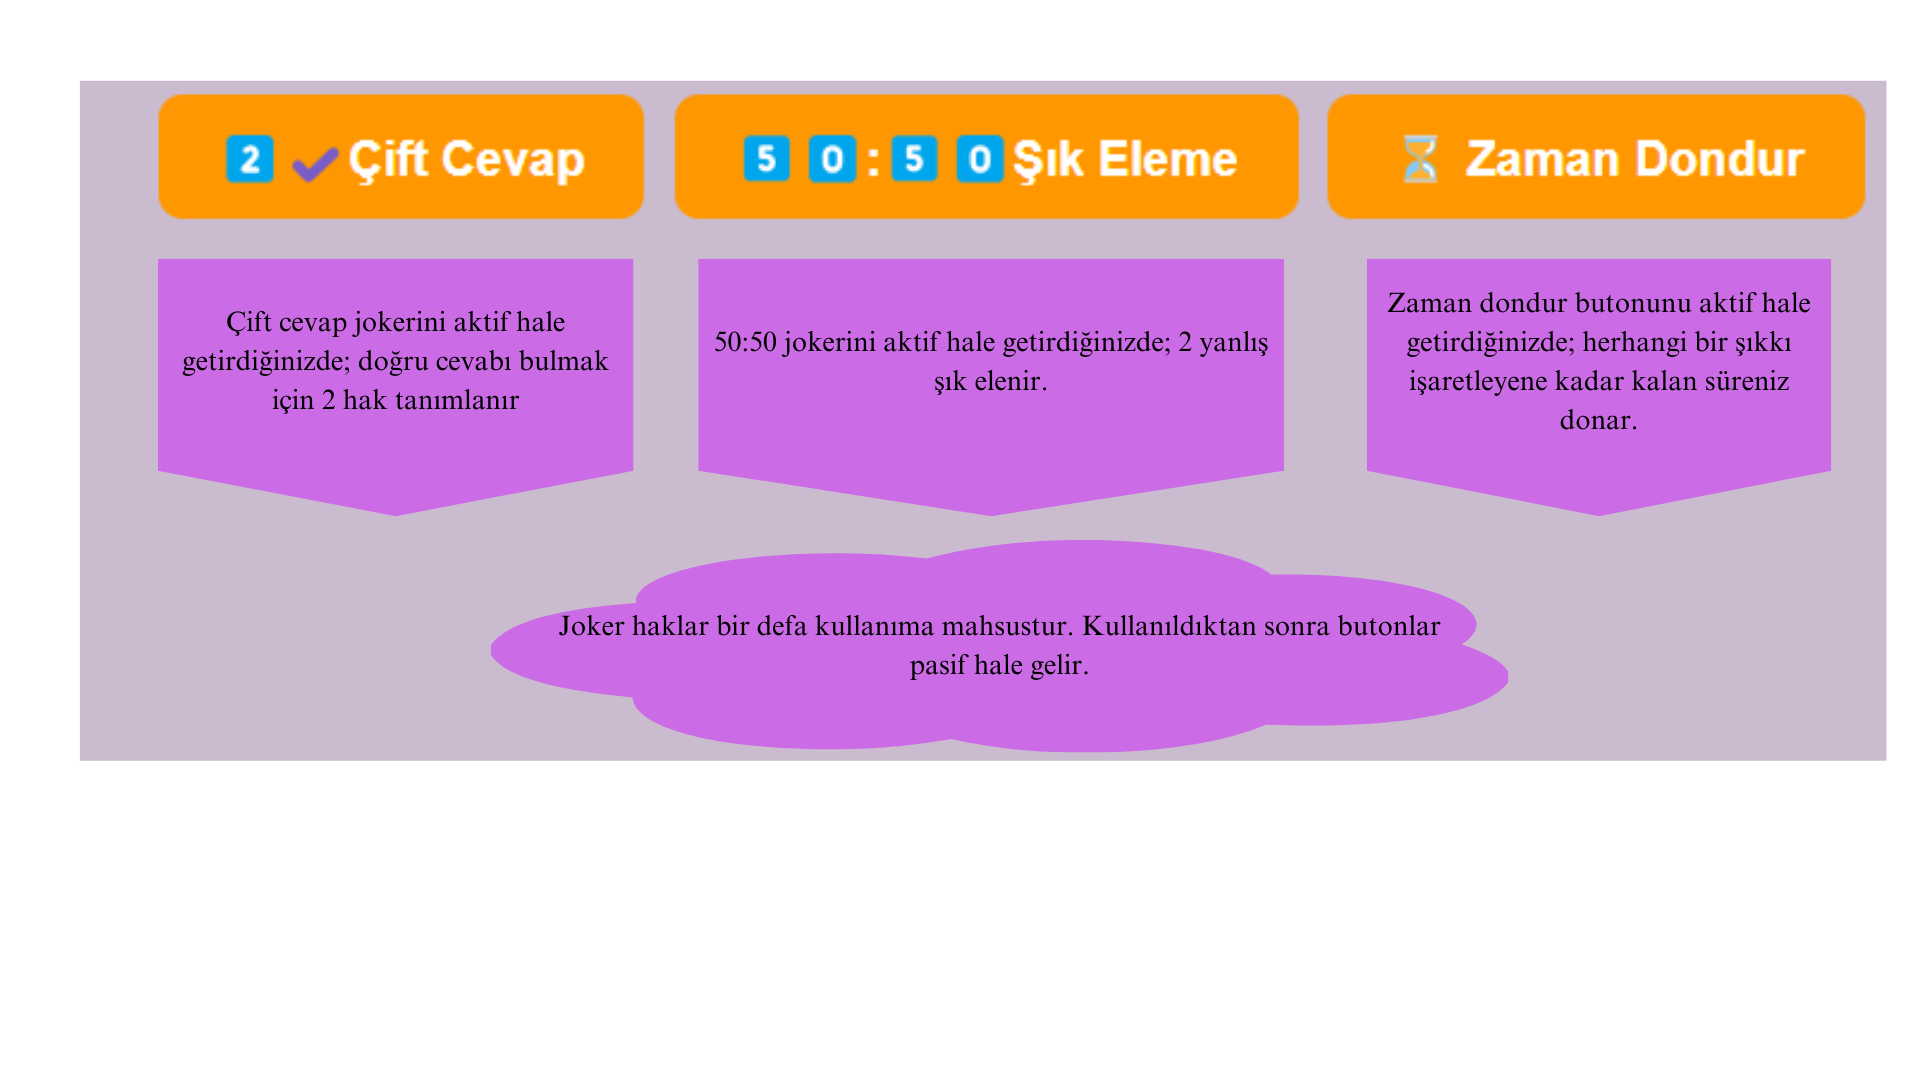 2 ✔ Çift Cevap
5 0 : 5 0 Şık Eleme
⏳ Zaman Dondur
Çift cevap jokerini aktif hale
getirdiğinizde; doğru cevabı bulmak
için 2 hak tanımlanır
50:50 jokerini aktif hale getirdiğinizde; 2 yanlış
şık elenir.
Zaman dondur butonunu aktif hale
getirdiğinizde; herhangi bir şıkkı
işaretleyene kadar kalan süreniz
donar.
Joker haklar bir defa kullanıma mahsustur. Kullanıldıktan sonra butonlar
pasif hale gelir.